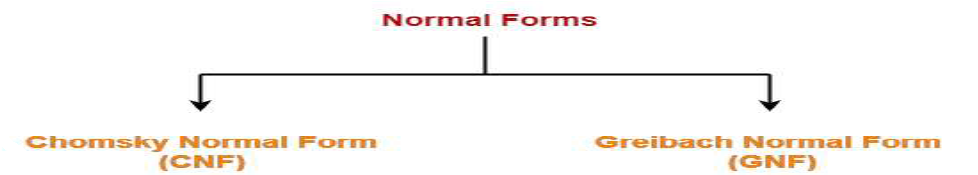 Normal Forms
Chomsky Normal Form
(CNF)
Greibach Normal Form
(GNF)